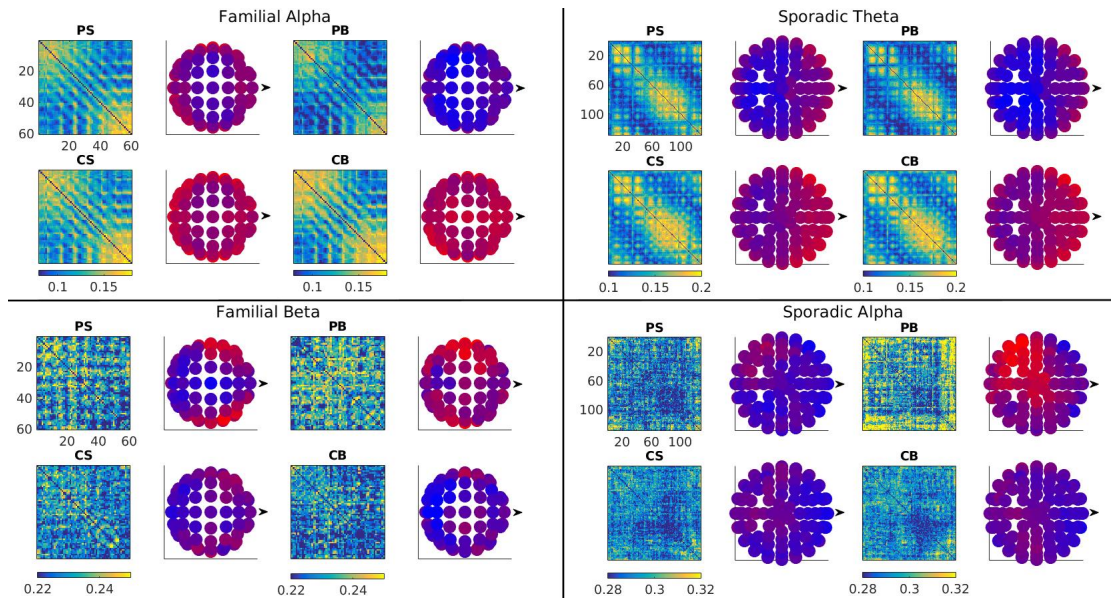 Familial Alpha
PS PB
20
40
60
20 40 60
CS CB
0.1 0.15 0.1 0.15
Sporadic Theta
PS PB
20
60
100
20 60 100 20 60 100
CS CB
0.1 0.15 0.2 0.1 0.15 0.2
Familial Beta
PS PB
20
40
60
20 40 60
CS CB
0.22 0.24 0.22 0.24
Sporadic Alpha
PS PB
20
60
100
20 60 100
CS CB
0.28 0.3 0.32 0.28 0.3 0.32